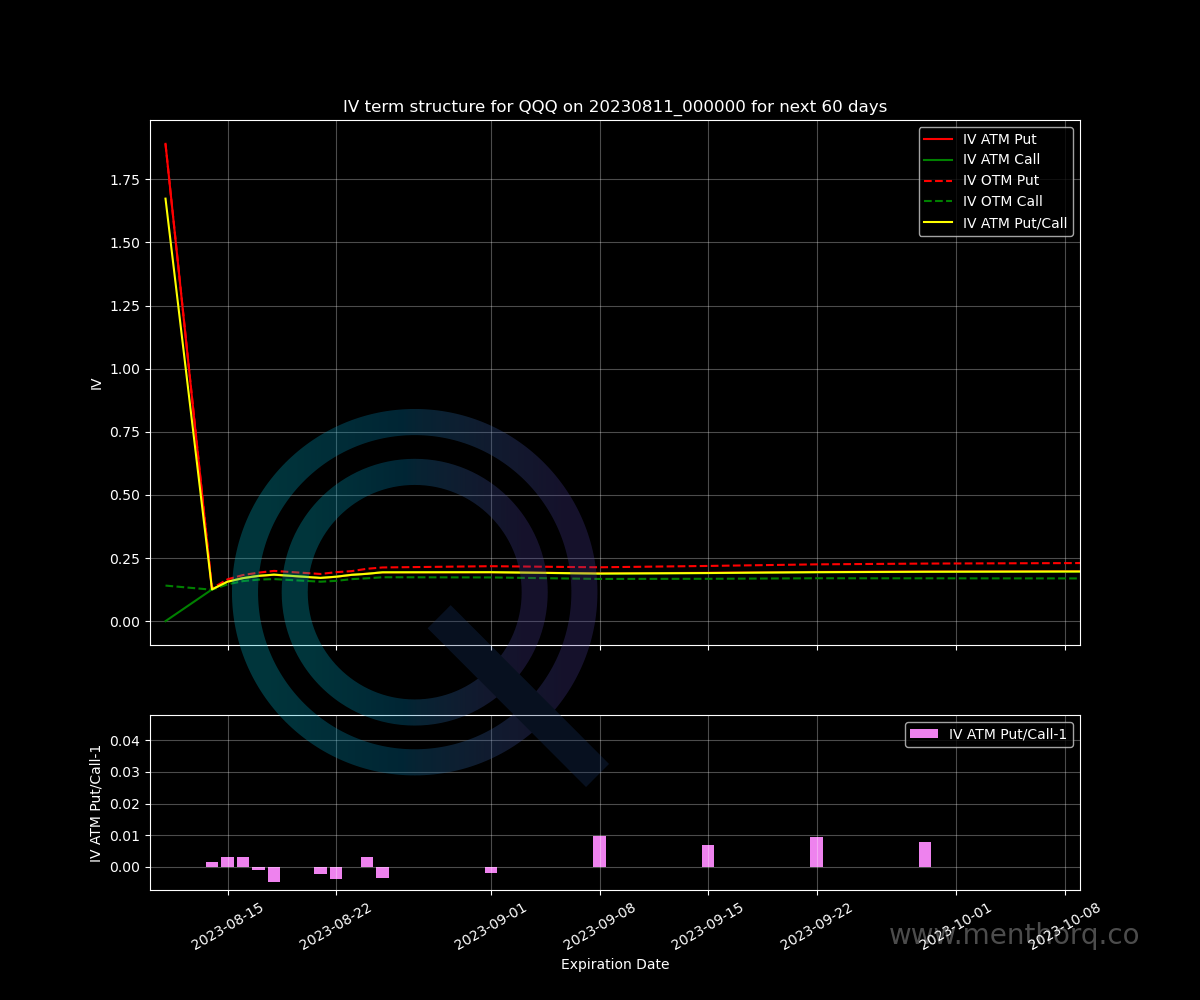 IV term structure for QQQ on 20230811_000000 for next 60 days
IV ATM Put
IV ATM Call
IV OTM Put
IV OTM Call
IV ATM Put/Call
1.75
1.50
1.25
1.00
0.75
0.50
0.25
0.00
IV
IV ATM Put/Call-1
0.04
0.03
0.02
0.01
0.00
IV ATM Put/Call-1
2023-08-15
2023-08-22
2023-09-01
2023-09-08
2023-09-15
2023-09-22
2023-10-01
2023-10-08
www.menthorq.co
Expiration Date